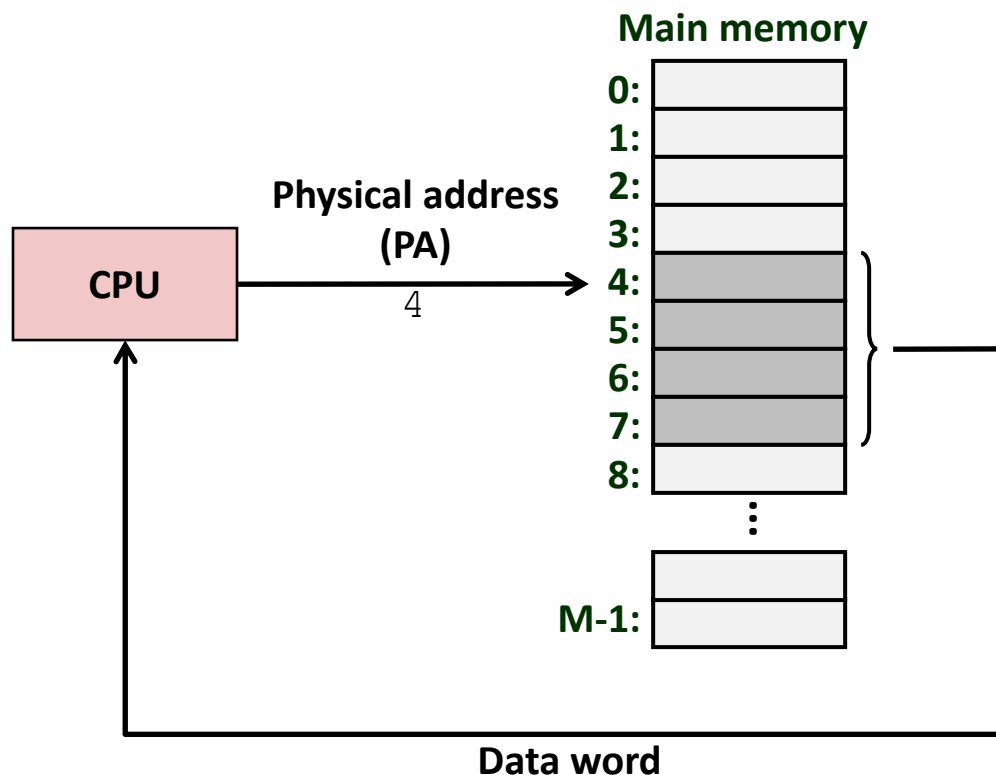 Main memory
0:
1:
2:
Physical address
(PA)
3:
CPU
4
4:
5:
6:
7:
8:
...
M-1:
Data word